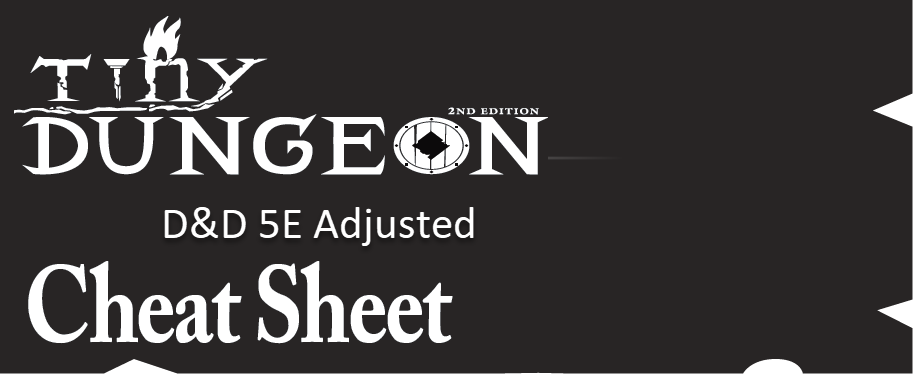 Tiny
2ND EDITION
DUNGEON
D&D 5E Adjusted
Cheat Sheet